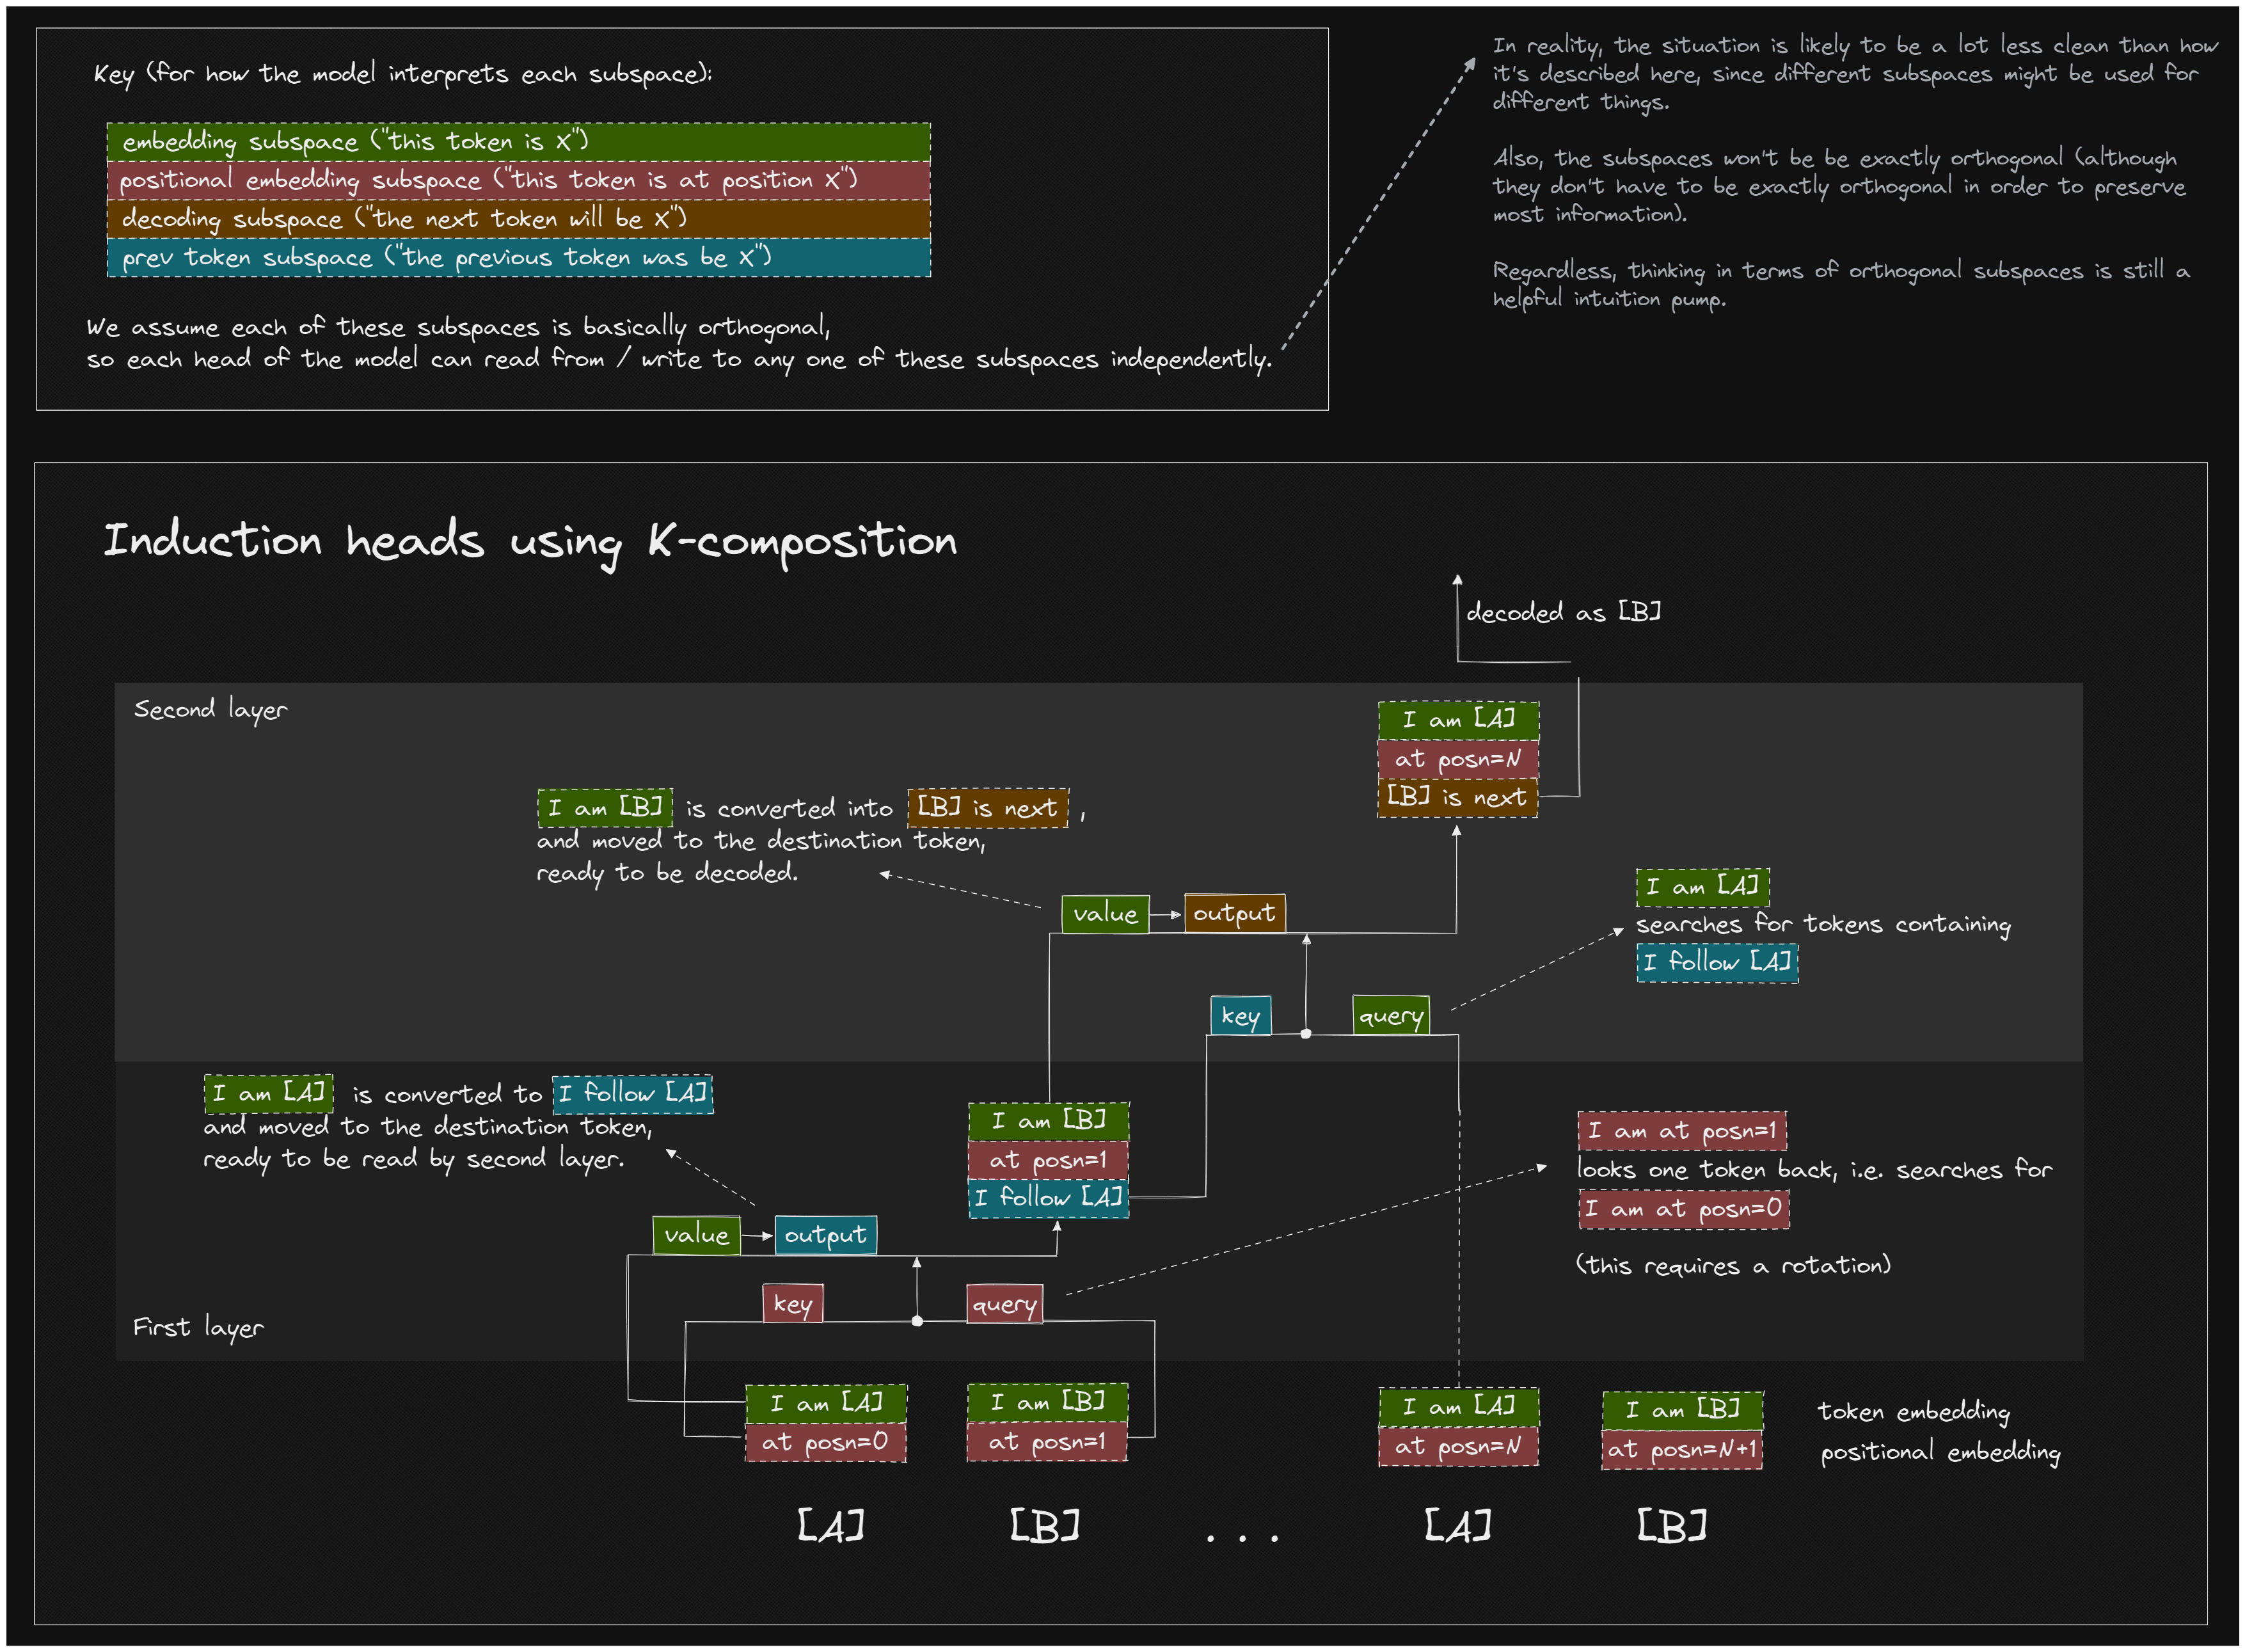 Key (for how the model interprets each subspace):
embedding subspace ("this token is X")
positional embedding subspace ("this token is at position X")
decoding subspace ("the next token will be X")
prev token subspace ("the previous token was be X")
We assume each of these subspaces is basically orthogonal,
so each head of the model can read from / write to any one of these subspaces independently.
In reality, the situation is likely to be a lot less clean than how
it's described here, since different subspaces might be used for
different things.
Also, the subspaces won't be be exactly orthogonal (although
they don't have to be exactly orthogonal in order to preserve
most information).
Regardless, thinking in terms of orthogonal subspaces is still a
helpful intuition pump.
Induction heads using K-composition
decoded as [B]
Second layer
I am [A]
at posn=N
[B] is next
I am [B] is converted into [B] is next ,
and moved to the destination token,
ready to be decoded.
value
output
I am [A]
searches for tokens containing
I follow [A]
key
query
I am [A] is converted to I follow [A]
and moved to the destination token,
ready to be read by second layer.
I am [B]
at posn=1
I follow [A]
I am at posn=1
looks one token back, i.e. searches for
I am at posn=0
(this requires a rotation)
value
output
key
query
First layer
I am [A]
at posn=0
I am [B]
at posn=1
I am [A]
at posn=N
I am [B]
at posn=N+1
token embedding
positional embedding
[A] [B] ... [A] [B]